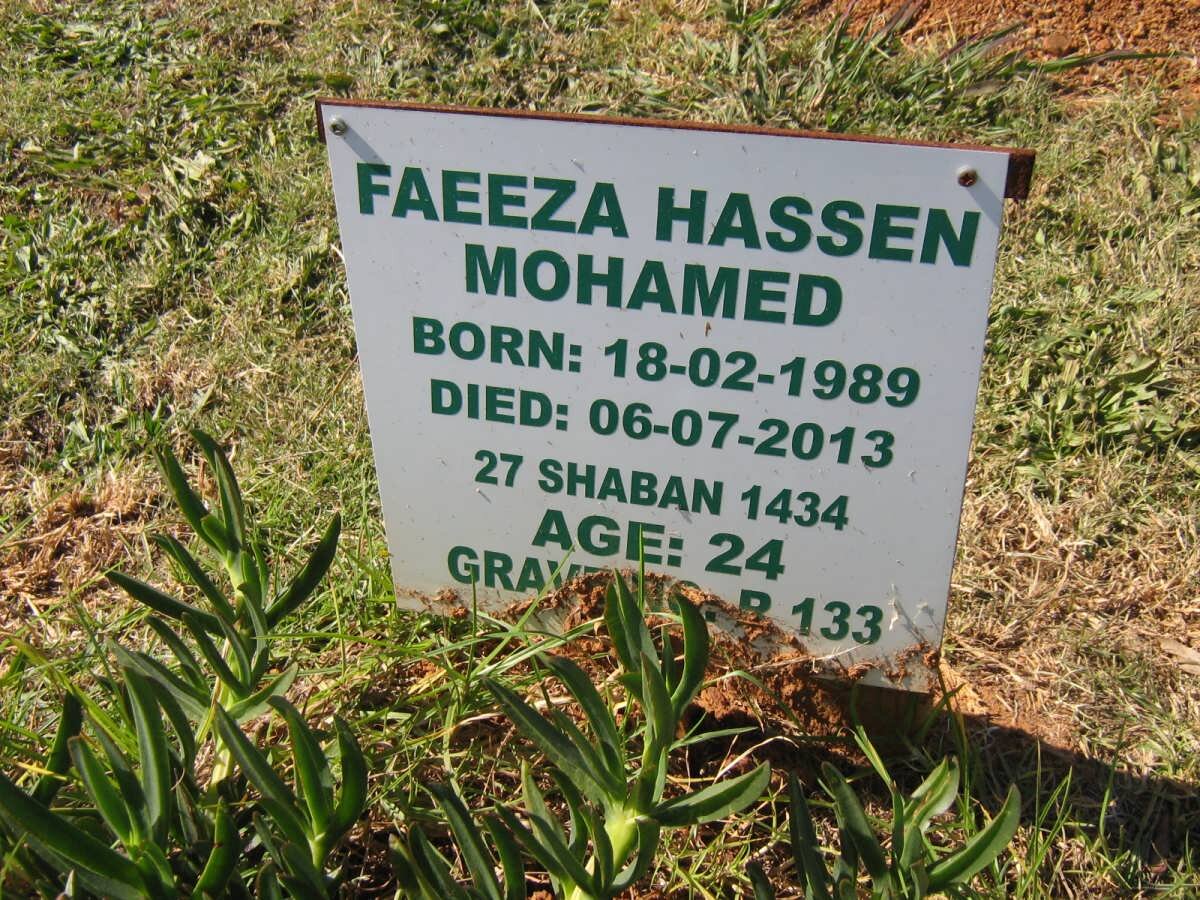 FAEEZA HASSEN
MOHAMED
BORN: 18-02-1989
DIED: 06-07-2013
27 SHABAN 1434
AGE: 24
133